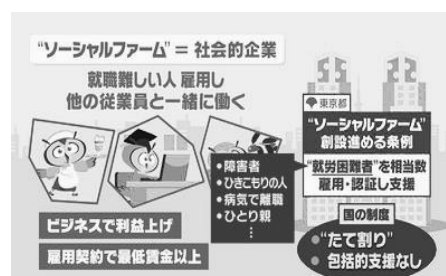 “ソーシャルファーム”＝社会的企業
就職難しい人 雇用し
他の従業員と一緒に働く
・障害者
・ひきこもりの人
・病気で離職
・ひとり親
⋮
ビジネスで利益上げ
雇用契約で最低賃金以上
東京都
“ソーシャルファーム”
創設進める条例
“就労困難者”を相当数
雇用・認証し支援
国の制度
・“たて割り”
・包括的支援なし